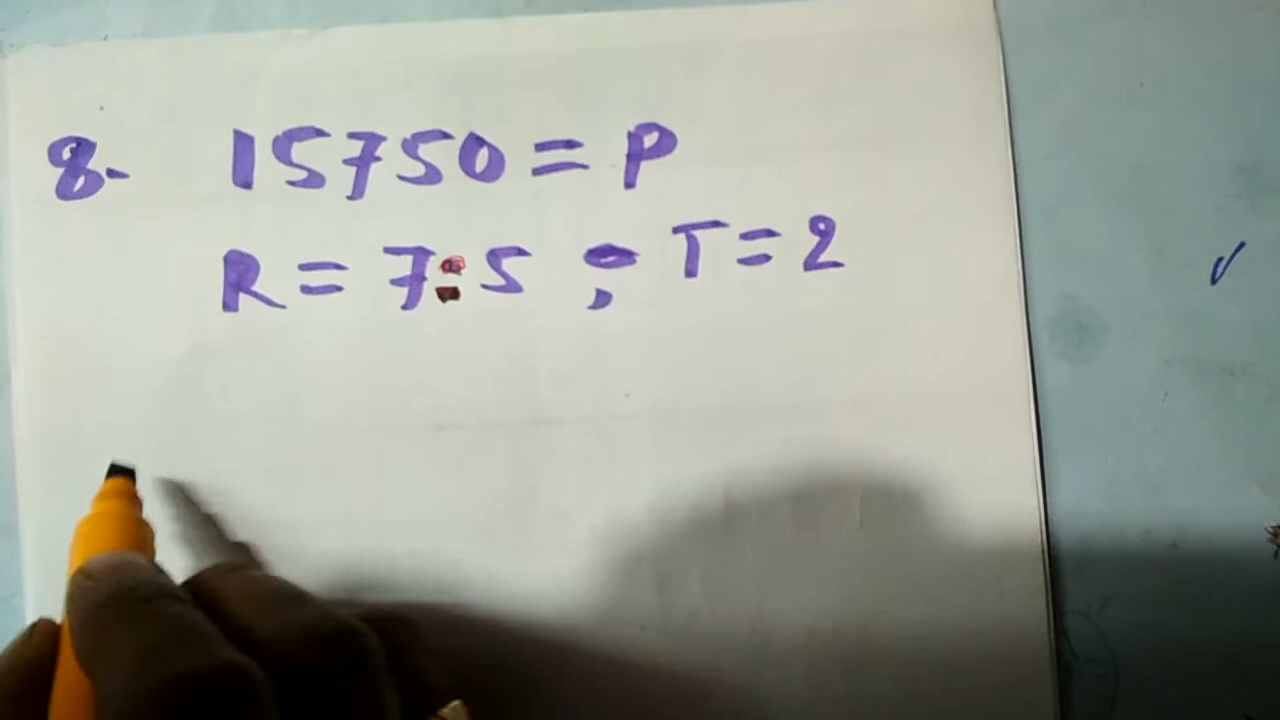 8. 15750 = P
R = 7.5 ; T = 2